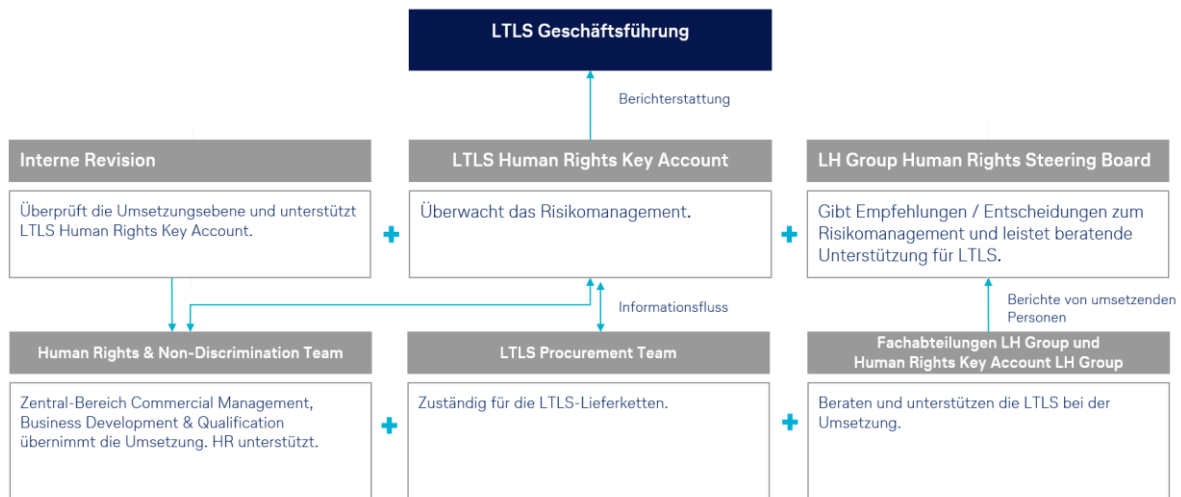 LTLS Geschäftsführung
Berichterstattung
Interne Revision
LTLS Human Rights Key Account
LH Group Human Rights Steering Board
Überprüft die Umsetzungsebene und unterstützt
LTLS Human Rights Key Account.
Überwacht das Risikomanagement.
Gibt Empfehlungen / Entscheidungen zum
Risikomanagement und leistet beratende
Unterstützung für LTLS.
Informationsfluss
Berichte von umsetzenden
Personen
Human Rights & Non-Discrimination Team
LTLS Procurement Team
Fachabteilungen LH Group und
Human Rights Key Account LH Group
Zentral-Bereich Commercial Management,
Business Development & Qualification
übernimmt die Umsetzung. HR unterstützt.
Zuständig für die LTLS-Lieferketten.
Beraten und unterstützen die LTLS bei der
Umsetzung.